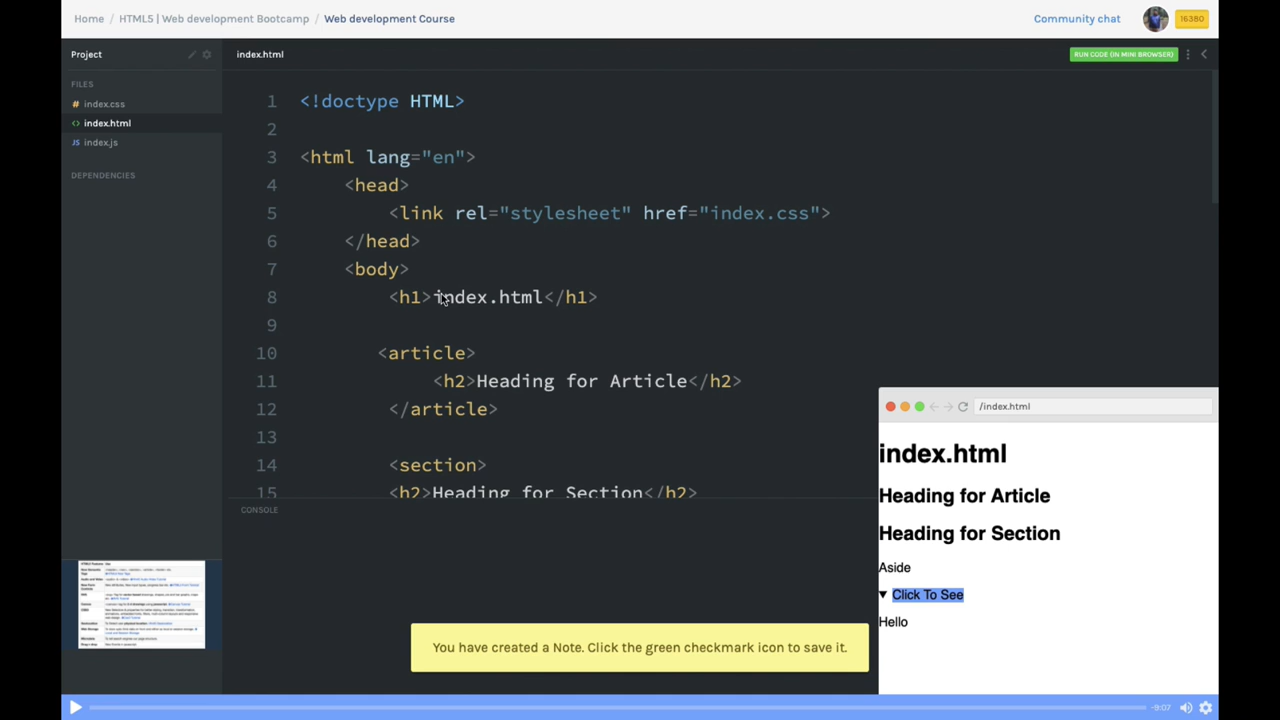 Home / HTML5 | Web development Bootcamp / Web development Course
Community chat
16380
Project
index.html
RUN CODE (IN MINI BROWSER)
FILES
# index.css
<> index.html
JS index.js
DEPENDENCIES
1 <!doctype HTML>
2
3 <html lang="en">
4 <head>
5 <link rel="stylesheet" href="index.css">
6 </head>
7 <body>
8 <h1>index.html</h1>
9
10 <article>
11 <h2>Heading for Article</h2>
12 </article>
13
14 <section>
15 <h2>Heading for Section</h2>
CONSOLE
/index.html
index.html
Heading for Article
Heading for Section
Aside
▼ Click To See
Hello
You have created a Note. Click the green checkmark icon to save it.
-9:07